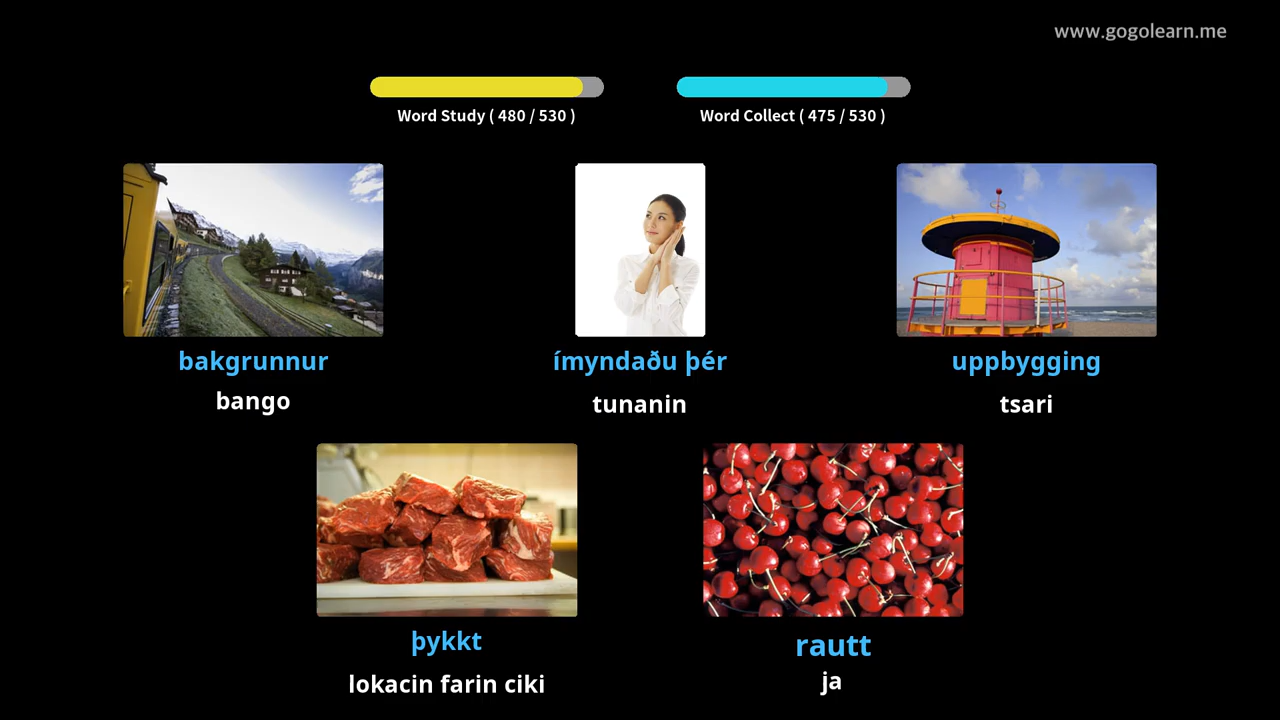 www.gogolearn.me
Word Study ( 480 / 530 )
Word Collect ( 475 / 530 )
bakgrunnur
bango
ímyndaðu þér
tunanin
uppbygging
tsari
þykkt
lokacin farin ciki
rautt
ja